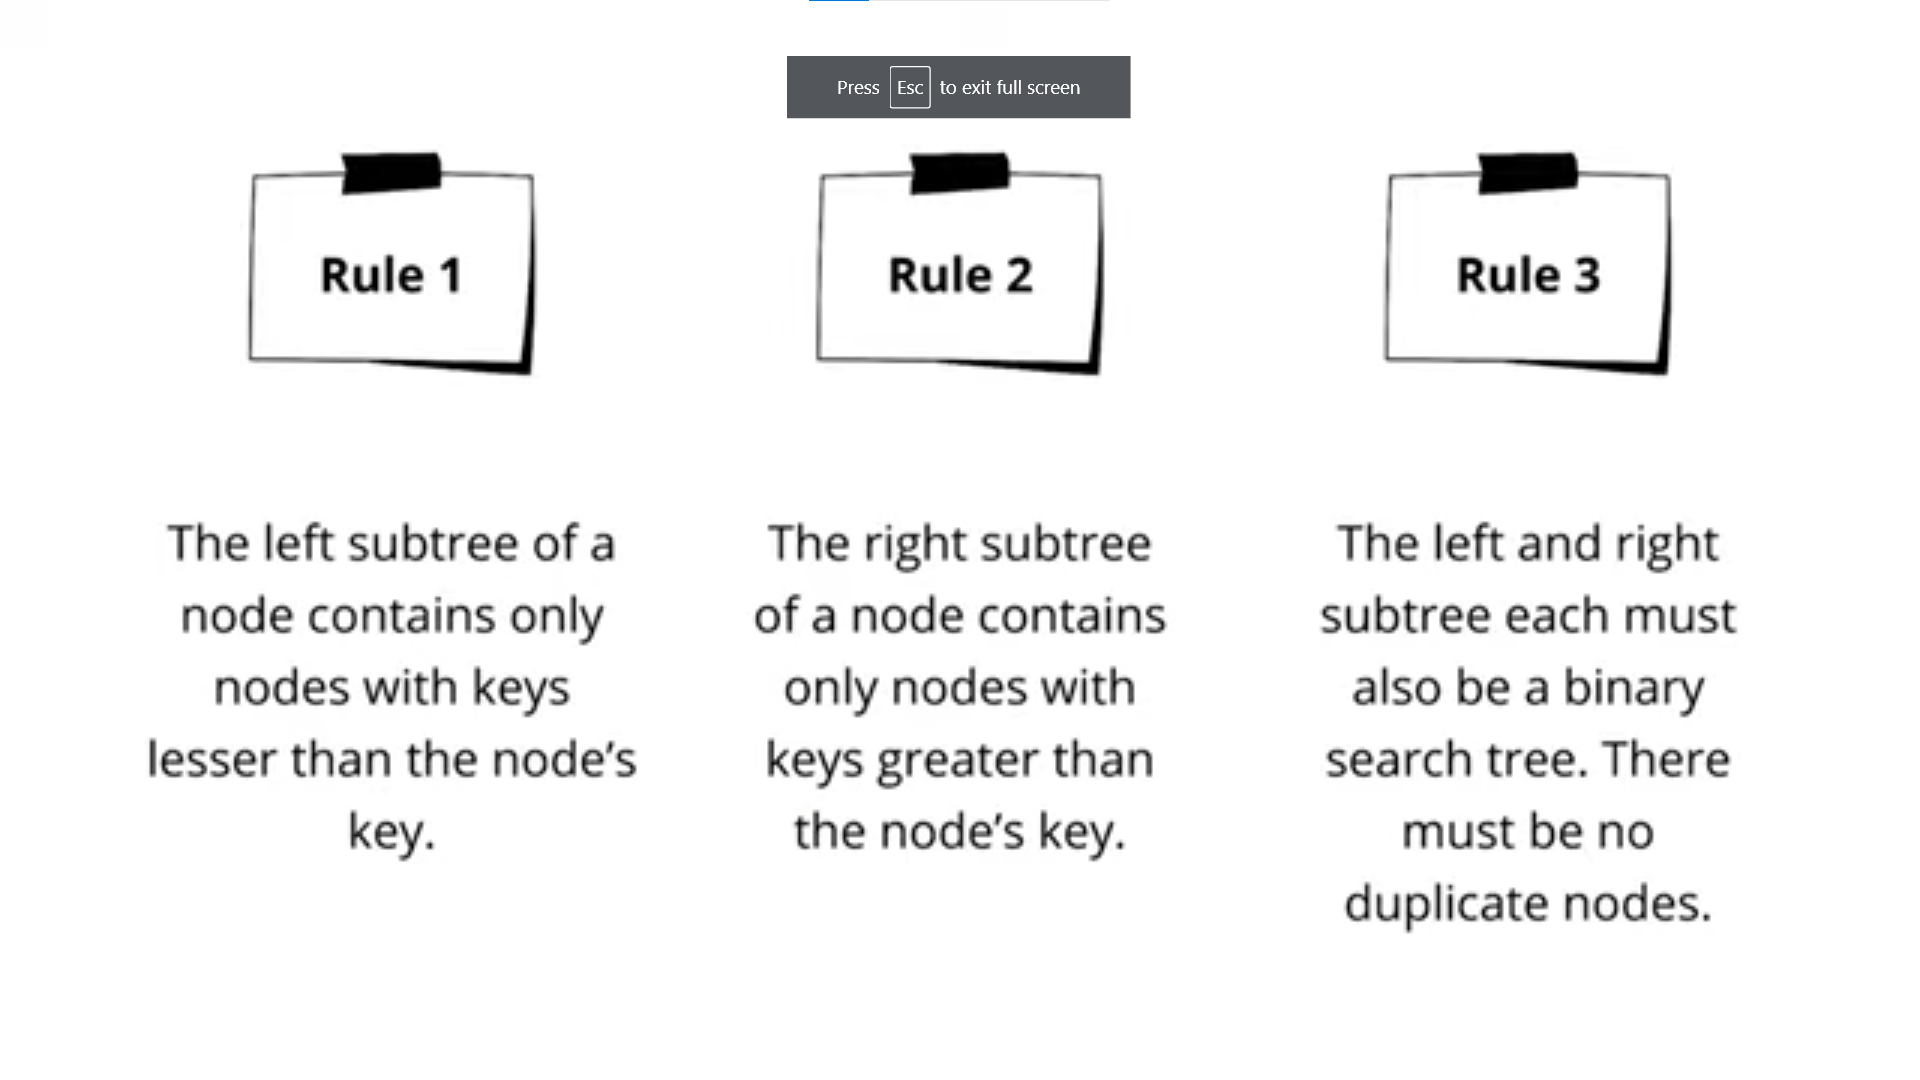 Press Esc to exit full screen
Rule 1
Rule 2
Rule 3
The left subtree of a
node contains only
nodes with keys
lesser than the node's
key.
The right subtree
of a node contains
only nodes with
keys greater than
the node's key.
The left and right
subtree each must
also be a binary
search tree. There
must be no
duplicate nodes.